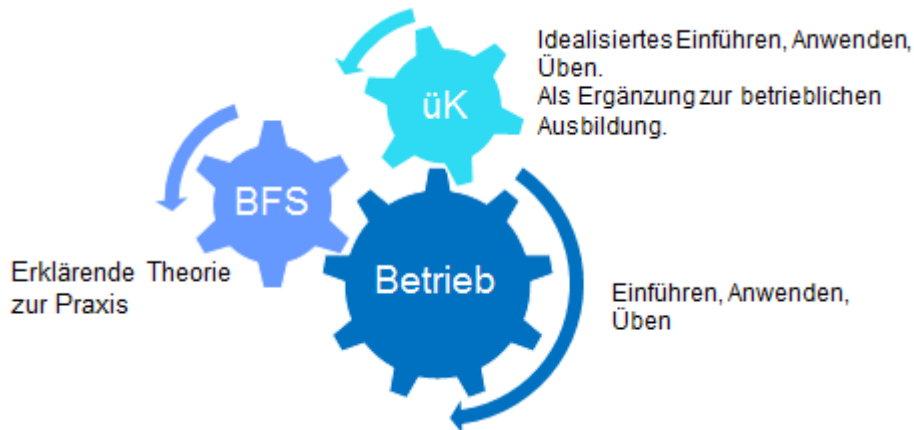 Idealisiertes Einführen, Anwenden,
Üben.
Als Ergänzung zur betrieblichen
Ausbildung.
üK
BFS
Erklärende Theorie
zur Praxis
Betrieb
Einführen, Anwenden,
Üben